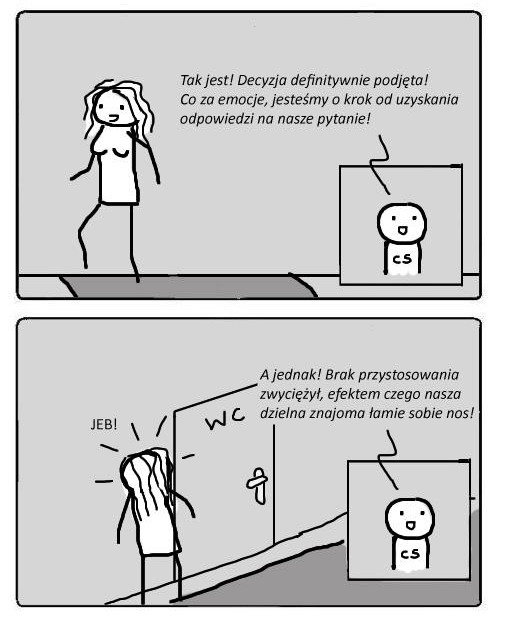 Tak jest! Decyzja definitywnie podjęta!
Co za emocje, jesteśmy o krok od uzyskania
odpowiedzi na nasze pytanie!
CS
A jednak! Brak przystosowania
zwyciężył, efektem czego nasza
dzielna znajoma łamie sobie nos!
JEB!
WC
CS